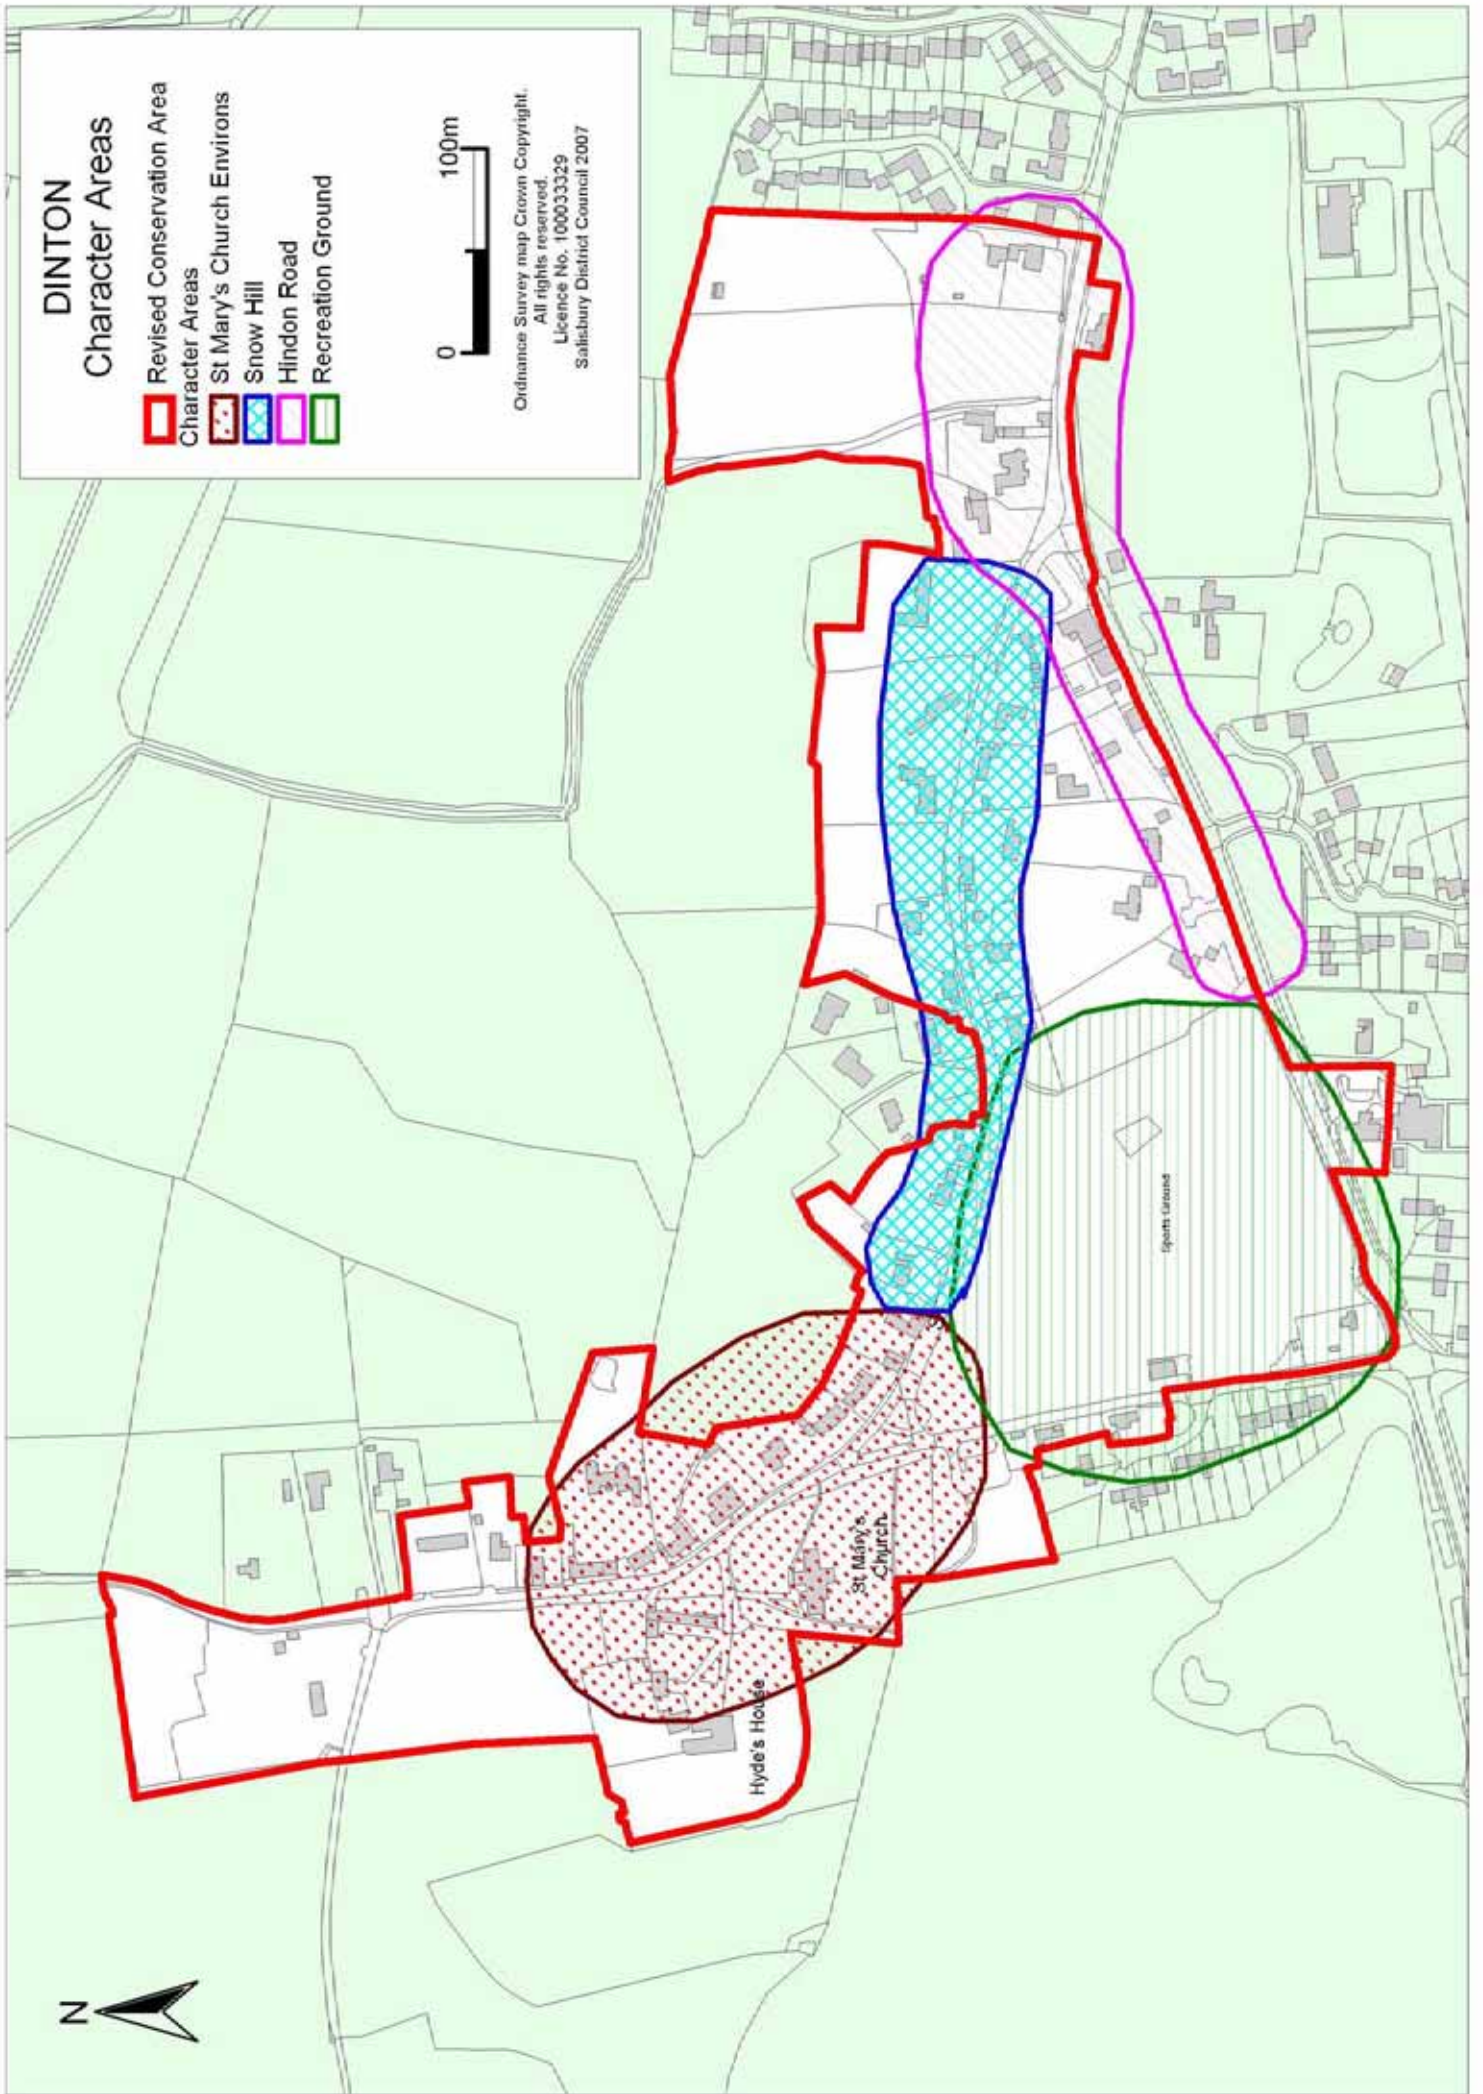 DINTON
Character Areas
Revised Conservation Area
Character Areas
St Mary's Church Environs
Snow Hill
Hindon Road
Recreation Ground
0 100m
Ordnance Survey map Crown Copyright.
All rights reserved.
Licence No. 100033329
Salisbury District Council 2007
N
Hyde's House
St Mary's
Church
Sports Ground